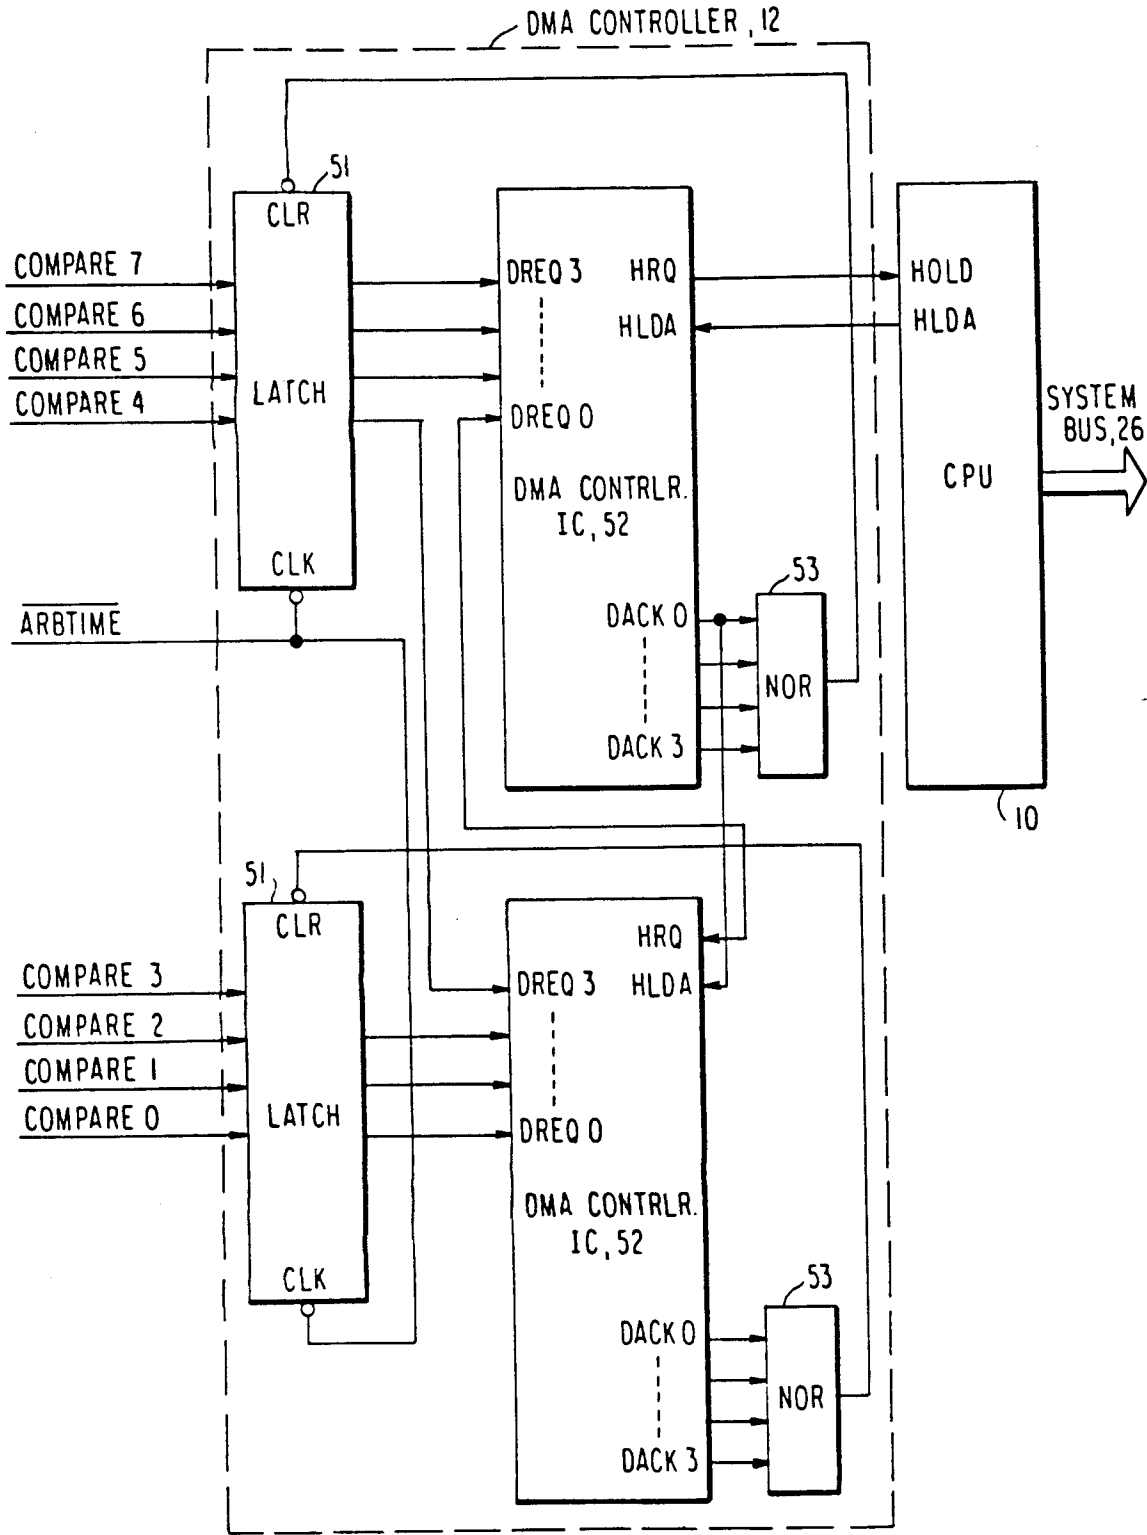 DMA CONTROLLER, 12
51
CLR
COMPARE 7
COMPARE 6
COMPARE 5
COMPARE 4
LATCH
CLK
ARBTIME
DREQ 3
HRQ
HLDA
DREQ 0
DMA CONTRLR.
IC, 52
DACK 0
DACK 3
53
NOR
HOLD
HLDA
CPU
SYSTEM
BUS, 26
10
51
CLR
COMPARE 3
COMPARE 2
COMPARE 1
COMPARE 0
LATCH
CLK
HRQ
DREQ 3
HLDA
DREQ 0
DMA CONTRLR.
IC, 52
DACK 0
DACK 3
53
NOR